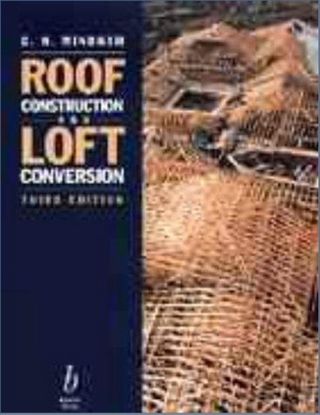 C. N. MINDHAM
ROOF
CONSTRUCTION
AND
LOFT
CONVERSION
THIRD EDITION
b